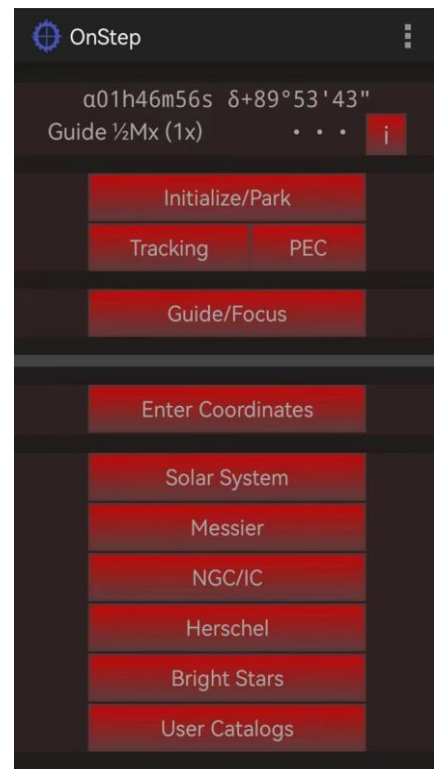 OnStep
α01h46m56s δ+89°53'43"
Guide ½Mx (1x) • • • i
Initialize/Park
Tracking PEC
Guide/Focus
Enter Coordinates
Solar System
Messier
NGC/IC
Herschel
Bright Stars
User Catalogs